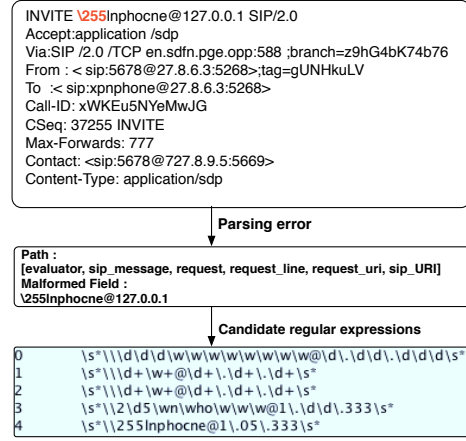 INVITE \255lnphocne@127.0.0.1 SIP/2.0
Accept:application /sdp
Via:SIP /2.0 /TCP en.sdfn.pge.opp:588 ;branch=z9hG4bK74b76
From : < sip:5678@27.8.6.3:5268>;tag=gUNHkuLV
To :< sip:xpnphone@27.8.6.3:5268>
Call-ID: xWKEu5NYeMwJG
CSeq: 37255 INVITE
Max-Forwards: 777
Contact: <sip:5678@727.8.9.5:5669>
Content-Type: application/sdp
Parsing error
Path :
[evaluator, sip_message, request, request_line, request_uri, sip_URI]
Malformed Field :
\255lnphocne@127.0.0.1
Candidate regular expressions
0 \s*\\\d\d\d\w\w\w\w\w\w\w\w@\d\.\d\d\.\d\d\d\s*
1 \s*\\\d+\w+@\d+\.\d+\.\d+\s*
2 \s*\\\d+\w+@\d+\.\d+\.\d+\s*
3 \s*\\2\d5\wn\who\w\w\w@1\.\d\d\.333\s*
4 \s*\\255lnphocne@1\.05\.333\s*